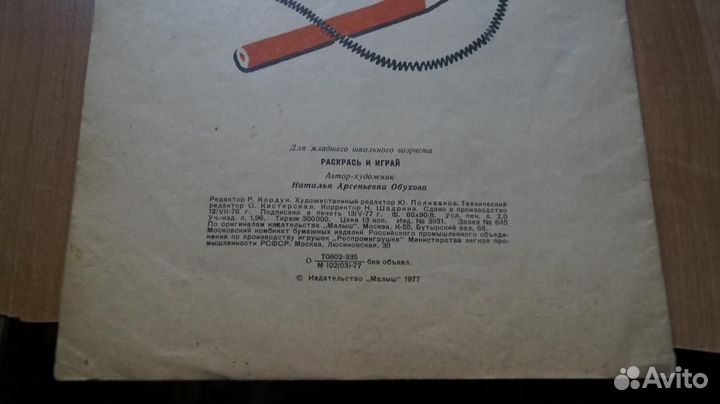 Для младшего школьного возраста
РАСКРАСЬ И ИГРАЙ
Автор-художник
Наталья Арсеньевна Обухова
Редактор Р. Кордун. Художественный редактор Ю. Поливанов. Технический
редактор О. Кистерская. Корректор Н. Шадрина. Сдано в производство
12/VII-76 г. Подписано в печать 13/V-77 г. Ф. 60×90/8. Усл. печ. л. 2,0
Уч.-изд. л. 1,96. Тираж 300.000. Цена 13 коп. Изд. № 3931. Заказ № 645
По оригиналам издательства „Малыш". Москва, К-55, Бутырский вал, 68.
Московский комбинат бумажных изделий Российского промышленного объеди-
нения по производству игрушек „Роспромигрушка" Министерства легкой про-
мышленности РСФСР. Москва, Люсиновская, 30
О 70802-335
М 102(03)-77 без объявл.
© Издательство „Малыш" 1977
Avito